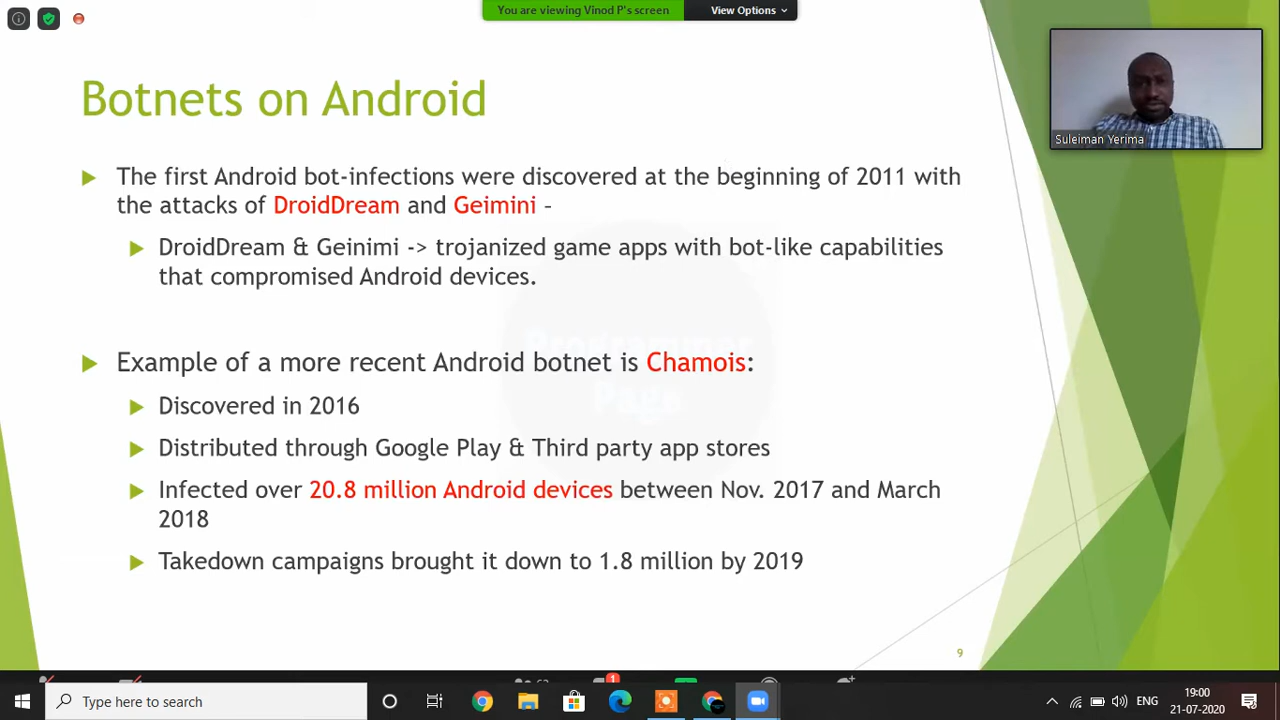 You are viewing Vinod P's screen
View Options
Suleiman Yerima
Botnets on Android
The first Android bot-infections were discovered at the beginning of 2011 with
the attacks of DroidDream and Geimini –
DroidDream & Geinimi -> trojanized game apps with bot-like capabilities
that compromised Android devices.
Programmer
Page
Example of a more recent Android botnet is Chamois:
Discovered in 2016
Distributed through Google Play & Third party app stores
Infected over 20.8 million Android devices between Nov. 2017 and March
2018
Takedown campaigns brought it down to 1.8 million by 2019
9
1
Type here to search
ENG
19:00
21-07-2020